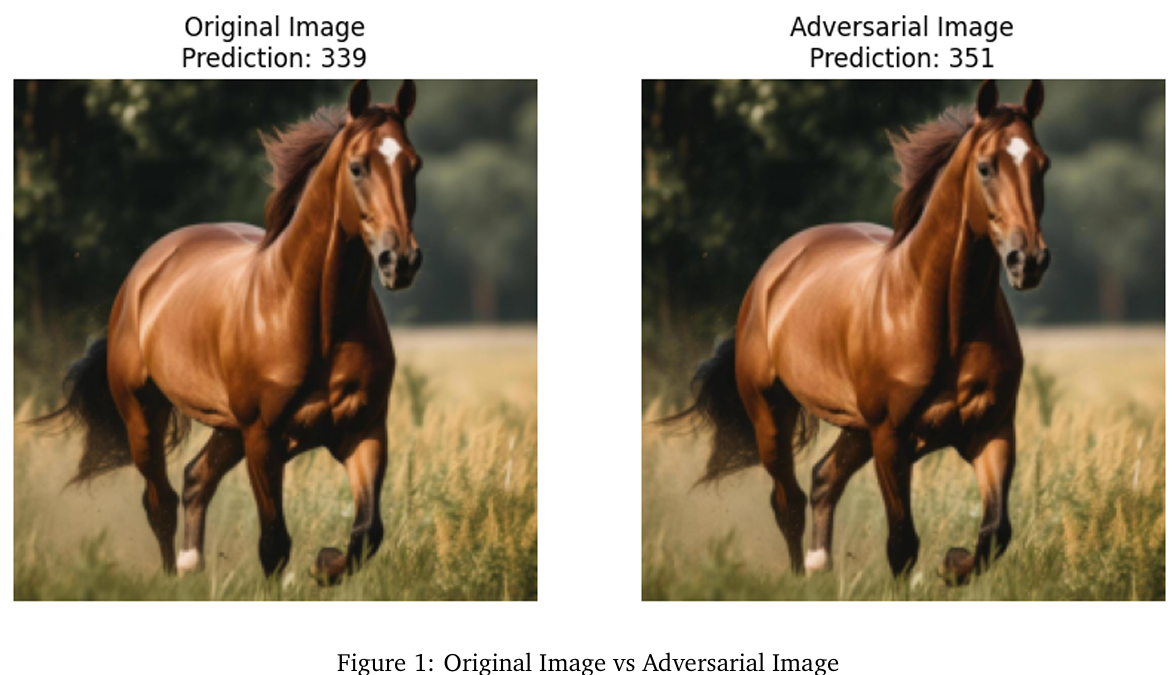 Original Image
Prediction: 339
Adversarial Image
Prediction: 351
Figure 1: Original Image vs Adversarial Image